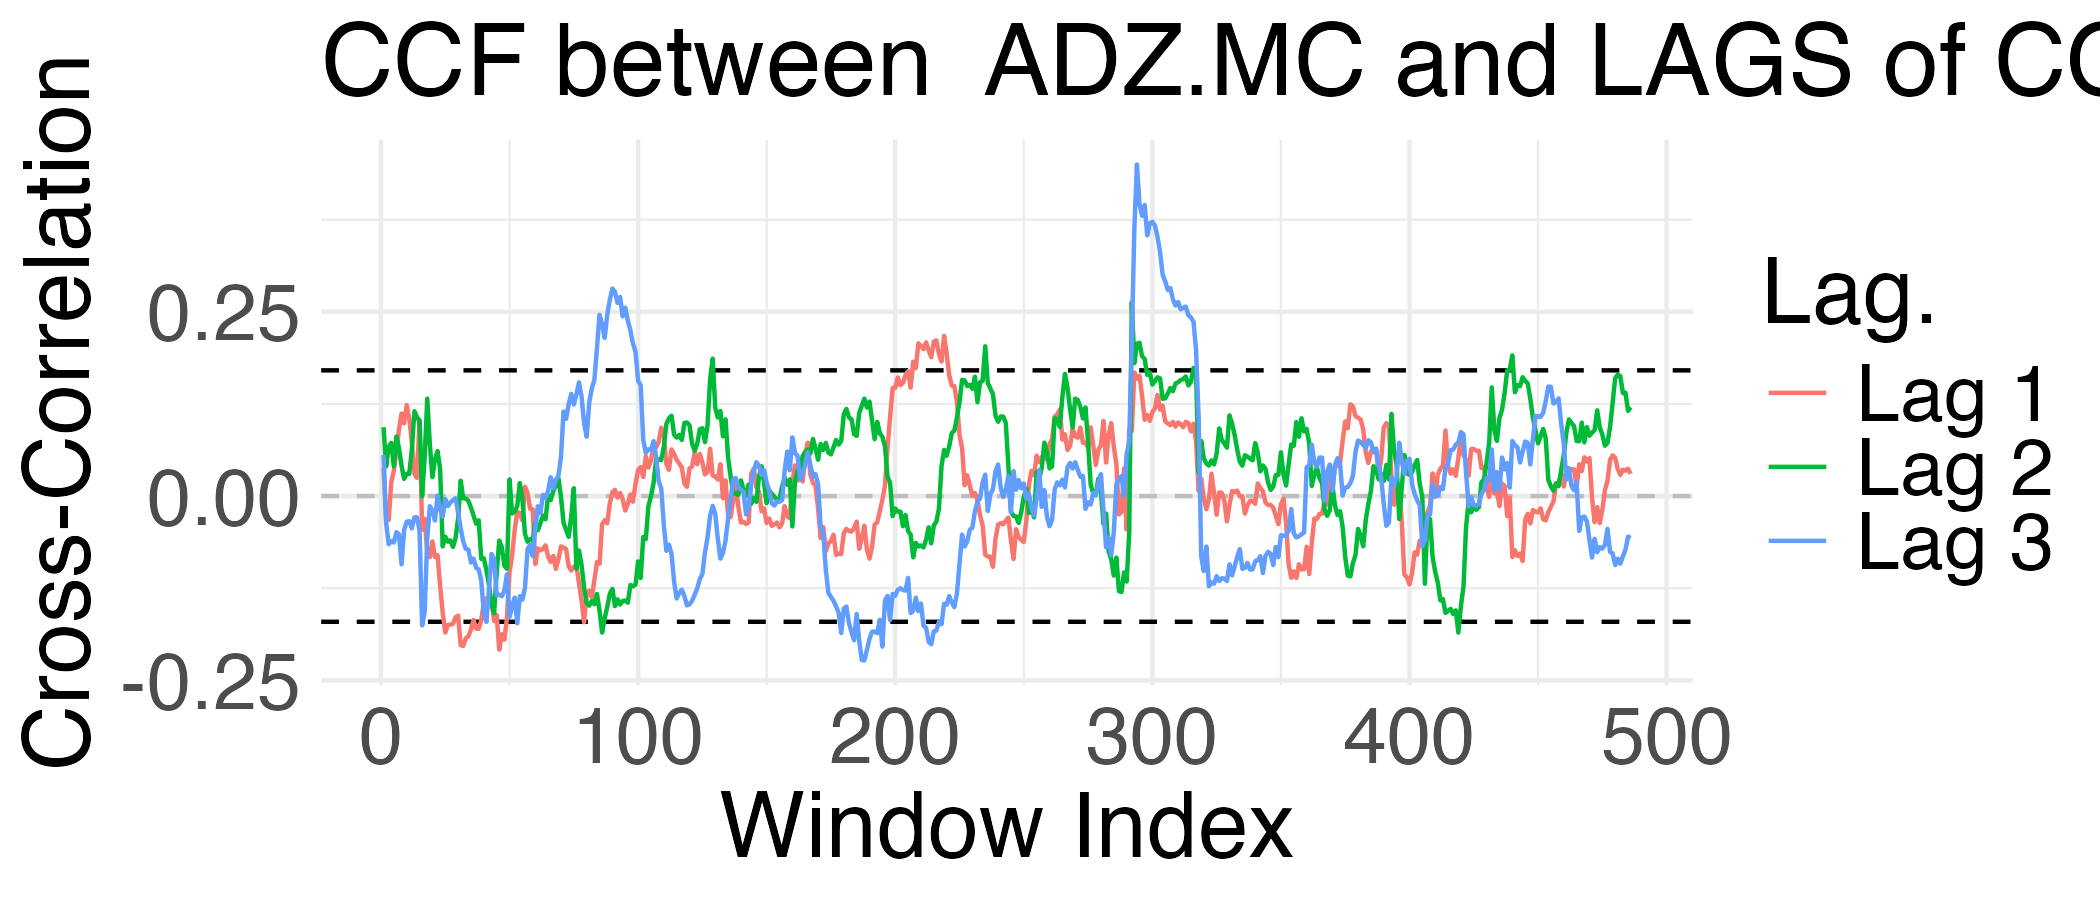 CCF between ADZ.MC and LAGS of
Cross-Correlation
0.25
0.00
-0.25
0 100 200 300 400 500
Window Index
Lag.
Lag 1
Lag 2
Lag 3